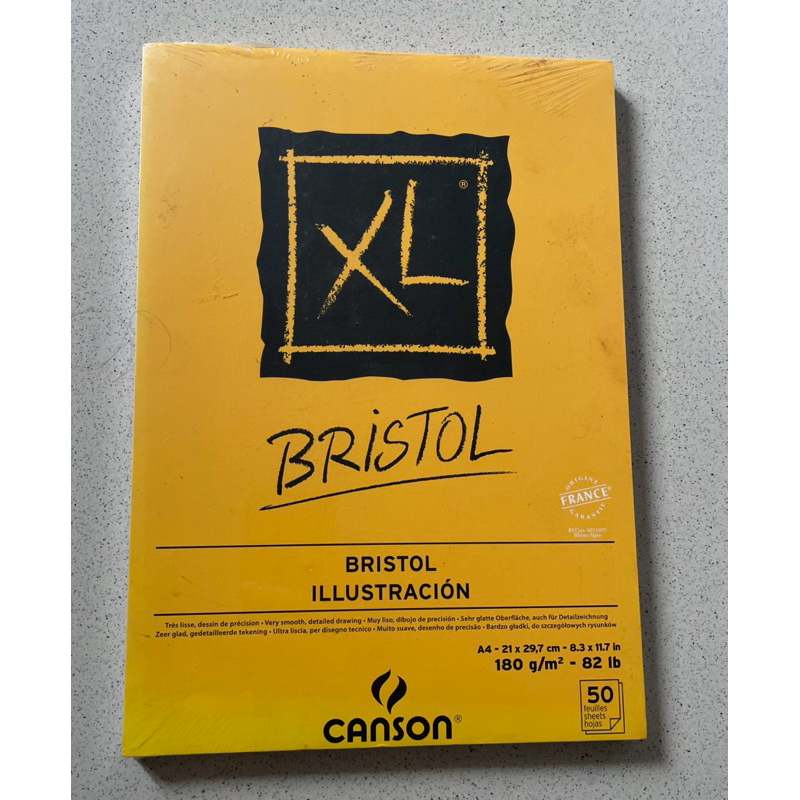 XL®
BRISTOL
ORIGINE
FRANCE®
GARANTIE
BRISTOL
ILLUSTRACIÓN
Très lisse, dessin de précision • Very smooth, detailed drawing • Muy liso, dibujo de precisión • Sehr glatte Oberfläche, auch für Detailzeichnung
Zeer glad, gedetailleerde tekening • Ultra liscia, per disegno tecnico • Muito suave, desenho de precisão • Bardzo gładki, do szczegółowych rysunków
A4 - 21 x 29,7 cm - 8.3 x 11.7 in
180 g/m² - 82 lb
50
feuilles
sheets
hojas
CANSON®